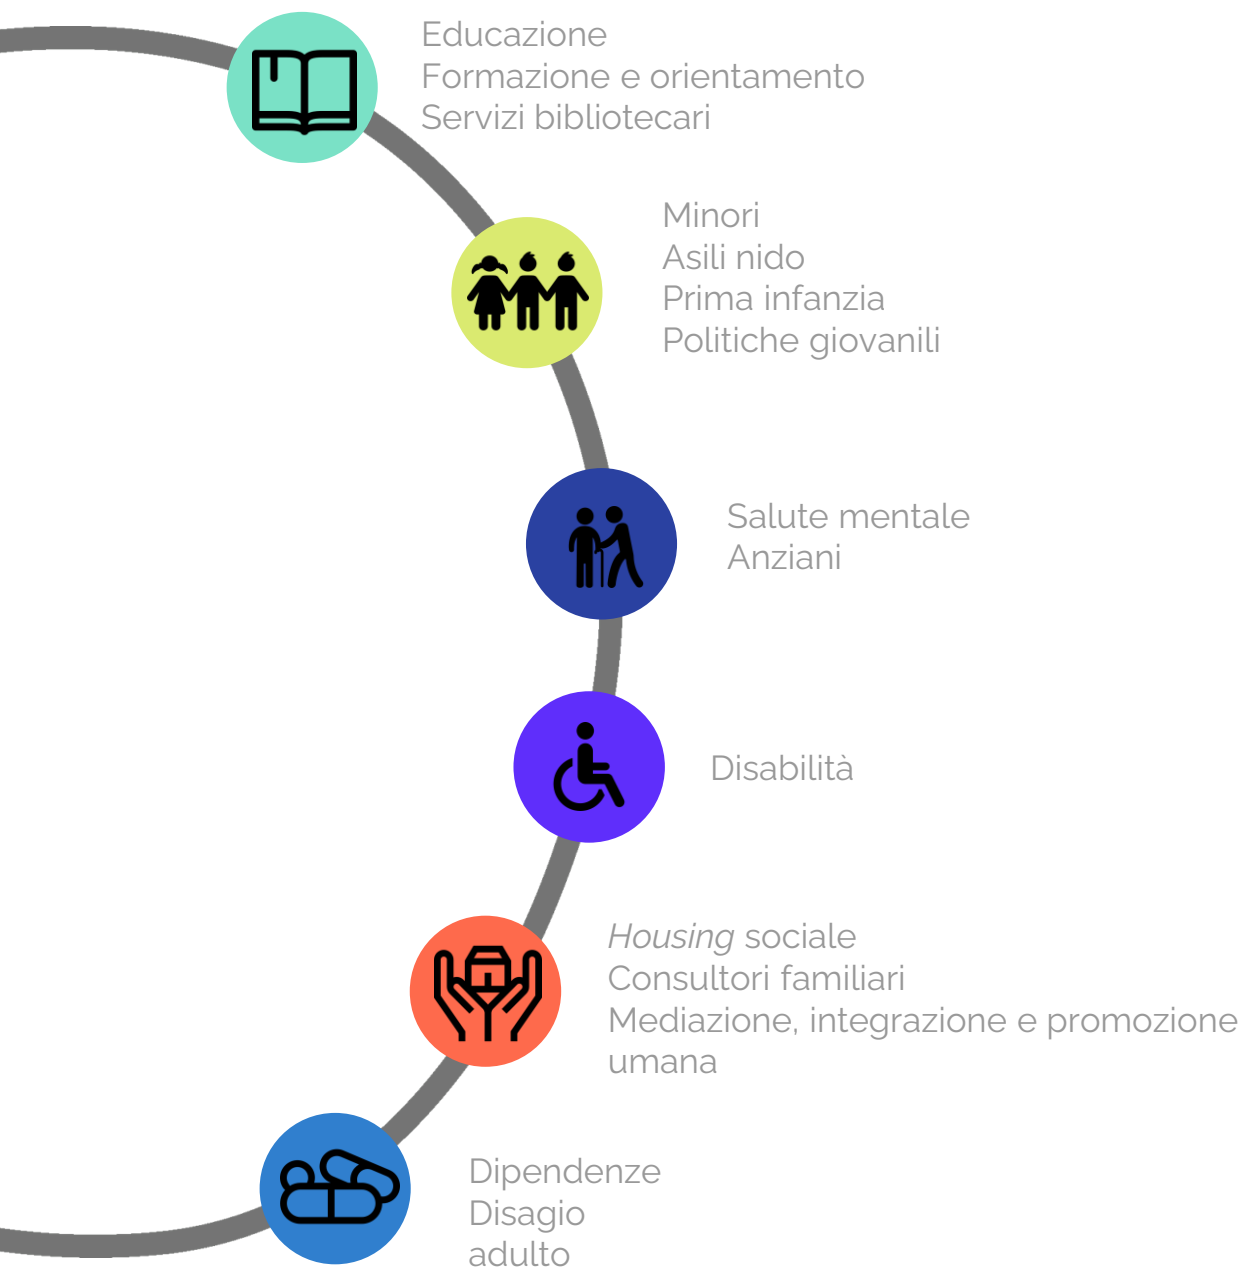 Educazione
Formazione e orientamento
Servizi bibliotecari
Minori
Asili nido
Prima infanzia
Politiche giovanili
Salute mentale
Anziani
Disabilità
Housing sociale
Consultori familiari
Mediazione, integrazione e promozione
umana
Dipendenze
Disagio
adulto